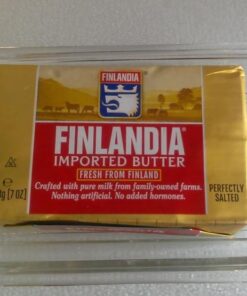 FINLANDIA
FINLANDIA®
IMPORTED BUTTER
FRESH FROM FINLAND
Crafted with pure milk from family-owned farms.
Nothing artificial. No added hormones.
[7 OZ]
PERFECTLY
SALTED